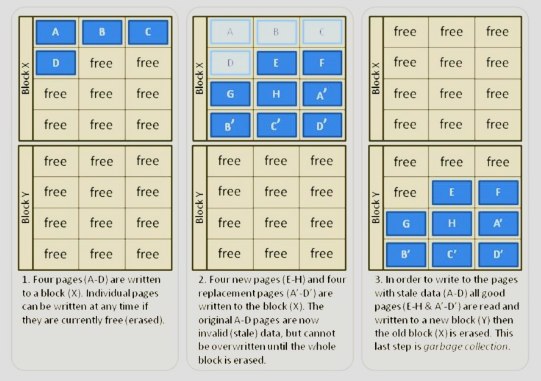 Block X
A B C
D free free
free free free
free free free
Block Y
free free free
free free free
free free free
free free free
1. Four pages (A-D) are written
to a block (X). Individual pages
can be written at any time if
they are currently free (erased).
Block X
A B C
D E F
G H A′
B′ C′ D′
Block Y
free free free
free free free
free free free
free free free
2. Four new pages (E-H) and four
replacement pages (A′-D′) are
written to the block (X). The
original A-D pages are now
invalid (stale) data, but cannot
be overwritten until the whole
block is erased.
Block X
free free free
free free free
free free free
free free free
Block Y
free free free
free E F
G H A′
B′ C′ D′
3. In order to write to the pages
with stale data (A-D) all good
pages (E-H & A′-D′) are read and
written to a new block (Y) then
the old block (X) is erased. This
last step is garbage collection.